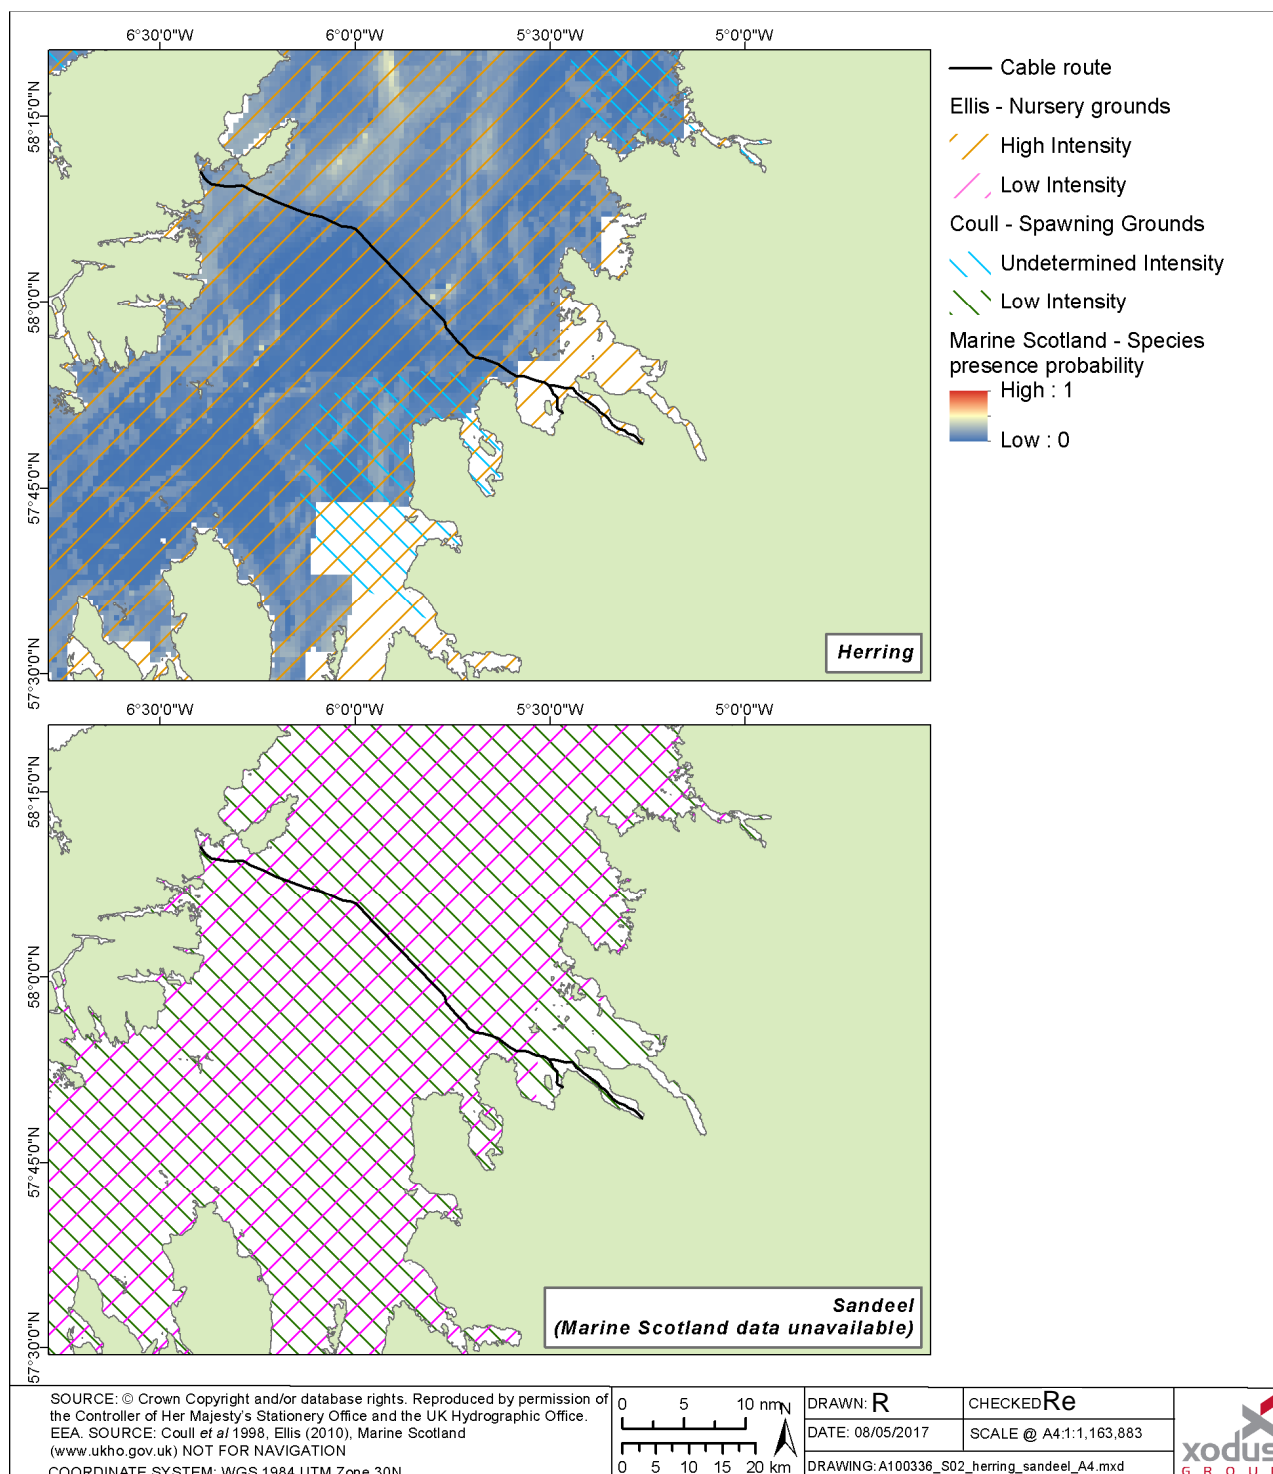 6°30'0"W 6°0'0"W 5°30'0"W 5°0'0"W
58°15'0"N
58°0'0"N
57°45'0"N
57°30'0"N
Herring
Cable route
Ellis - Nursery grounds
High Intensity
Low Intensity
Coull - Spawning Grounds
Undetermined Intensity
Low Intensity
Marine Scotland - Species
presence probability
High : 1
Low : 0
6°30'0"W 6°0'0"W 5°30'0"W 5°0'0"W
58°15'0"N
58°0'0"N
57°45'0"N
57°30'0"N
Sandeel
(Marine Scotland data unavailable)
SOURCE: © Crown Copyright and/or database rights. Reproduced by permission of
the Controller of Her Majesty's Stationery Office and the UK Hydrographic Office.
EEA. SOURCE: Coull et al 1998, Ellis (2010), Marine Scotland
(www.ukho.gov.uk) NOT FOR NAVIGATION
COORDINATE SYSTEM: WGS 1984 UTM Zone 30N
0 5 10 nm
N
0 5 10 15 20 km
DRAWN: R
CHECKED Re
DATE: 08/05/2017
SCALE @ A4:1:1,163,883
DRAWING: A100336_S02_herring_sandeel_A4.mxd
xodus
GROU